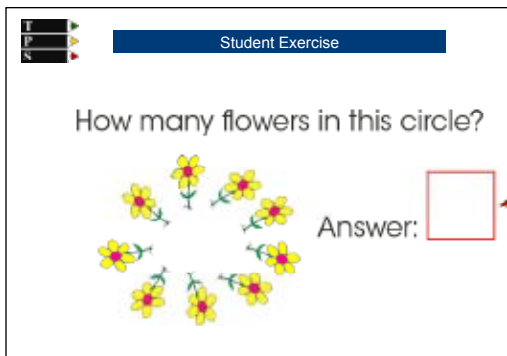 T
P
S
Student Exercise
How many flowers in this circle?
Answer: